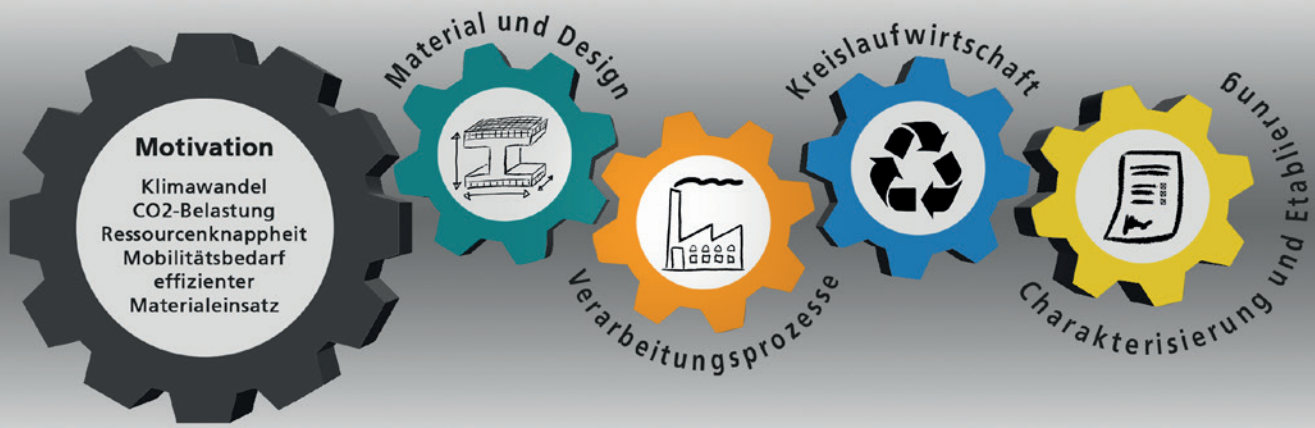 Motivation
Klimawandel
CO2-Belastung
Ressourcenknappheit
Mobilitätsbedarf
effizienter
Materialeinsatz
Material und Design
Verarbeitungsprozesse
Kreislaufwirtschaft
Charakterisierung und Etablierung